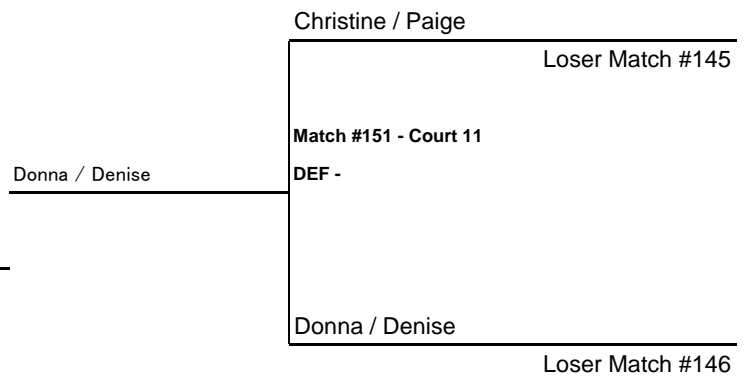 Christine / Paige
Loser Match #145
Match #151 - Court 11
Donna / Denise
DEF -
Donna / Denise
Loser Match #146